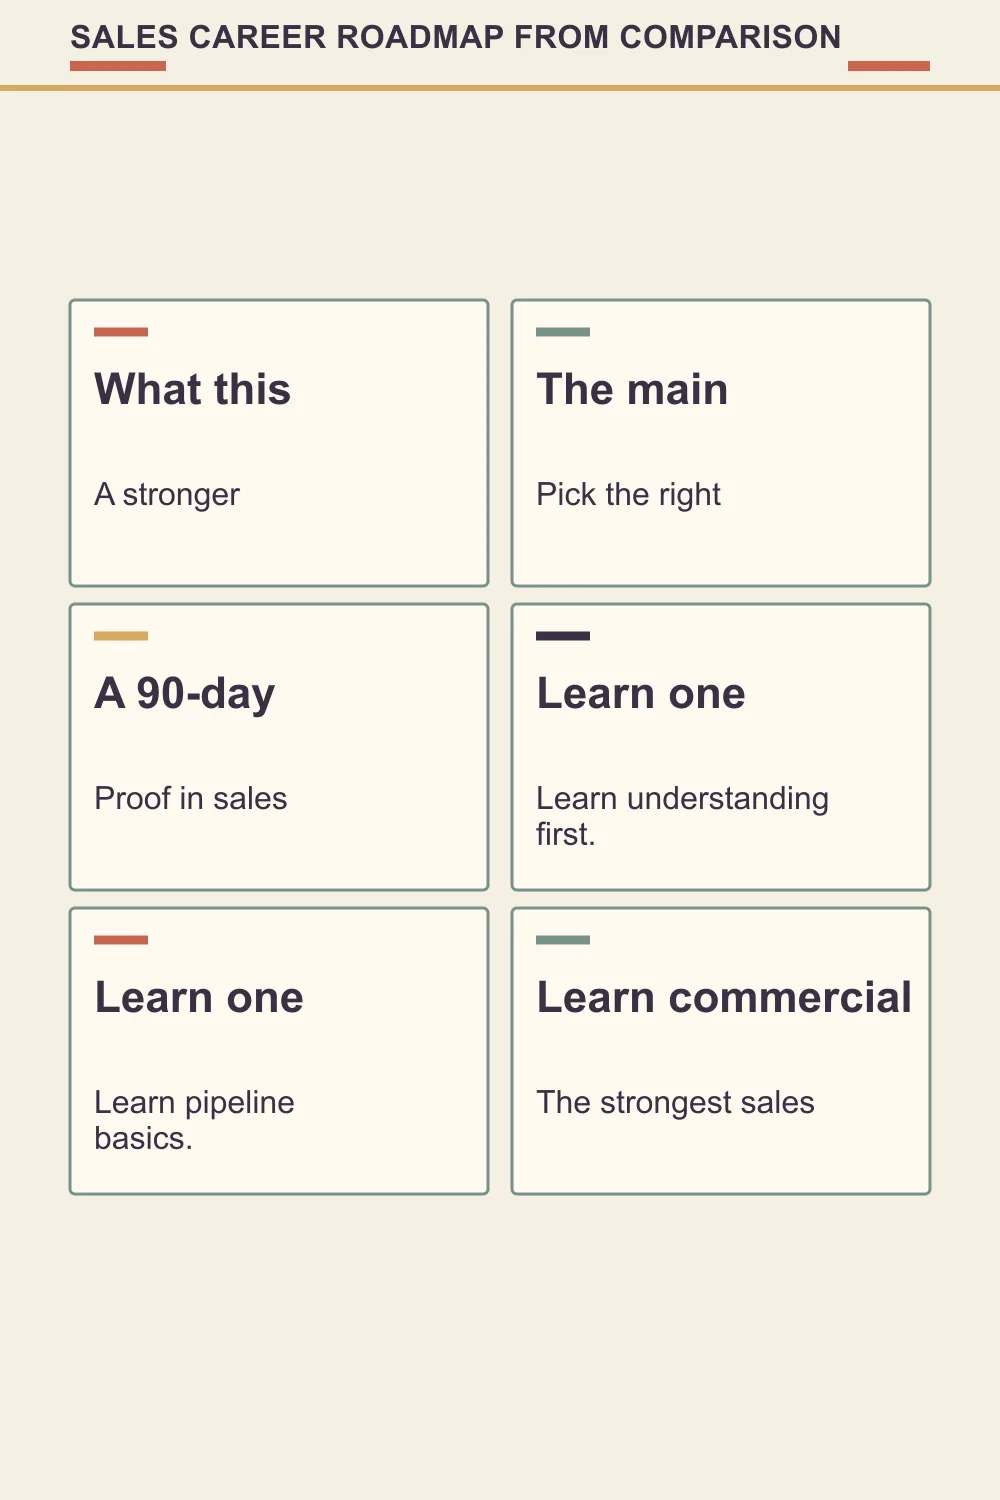 SALES CAREER ROADMAP FROM COMPARISON
What this
A stronger
The main
Pick the right
A 90-day
Proof in sales
Learn one
Learn understanding
first.
Learn one
Learn pipeline
basics.
Learn commercial
The strongest sales